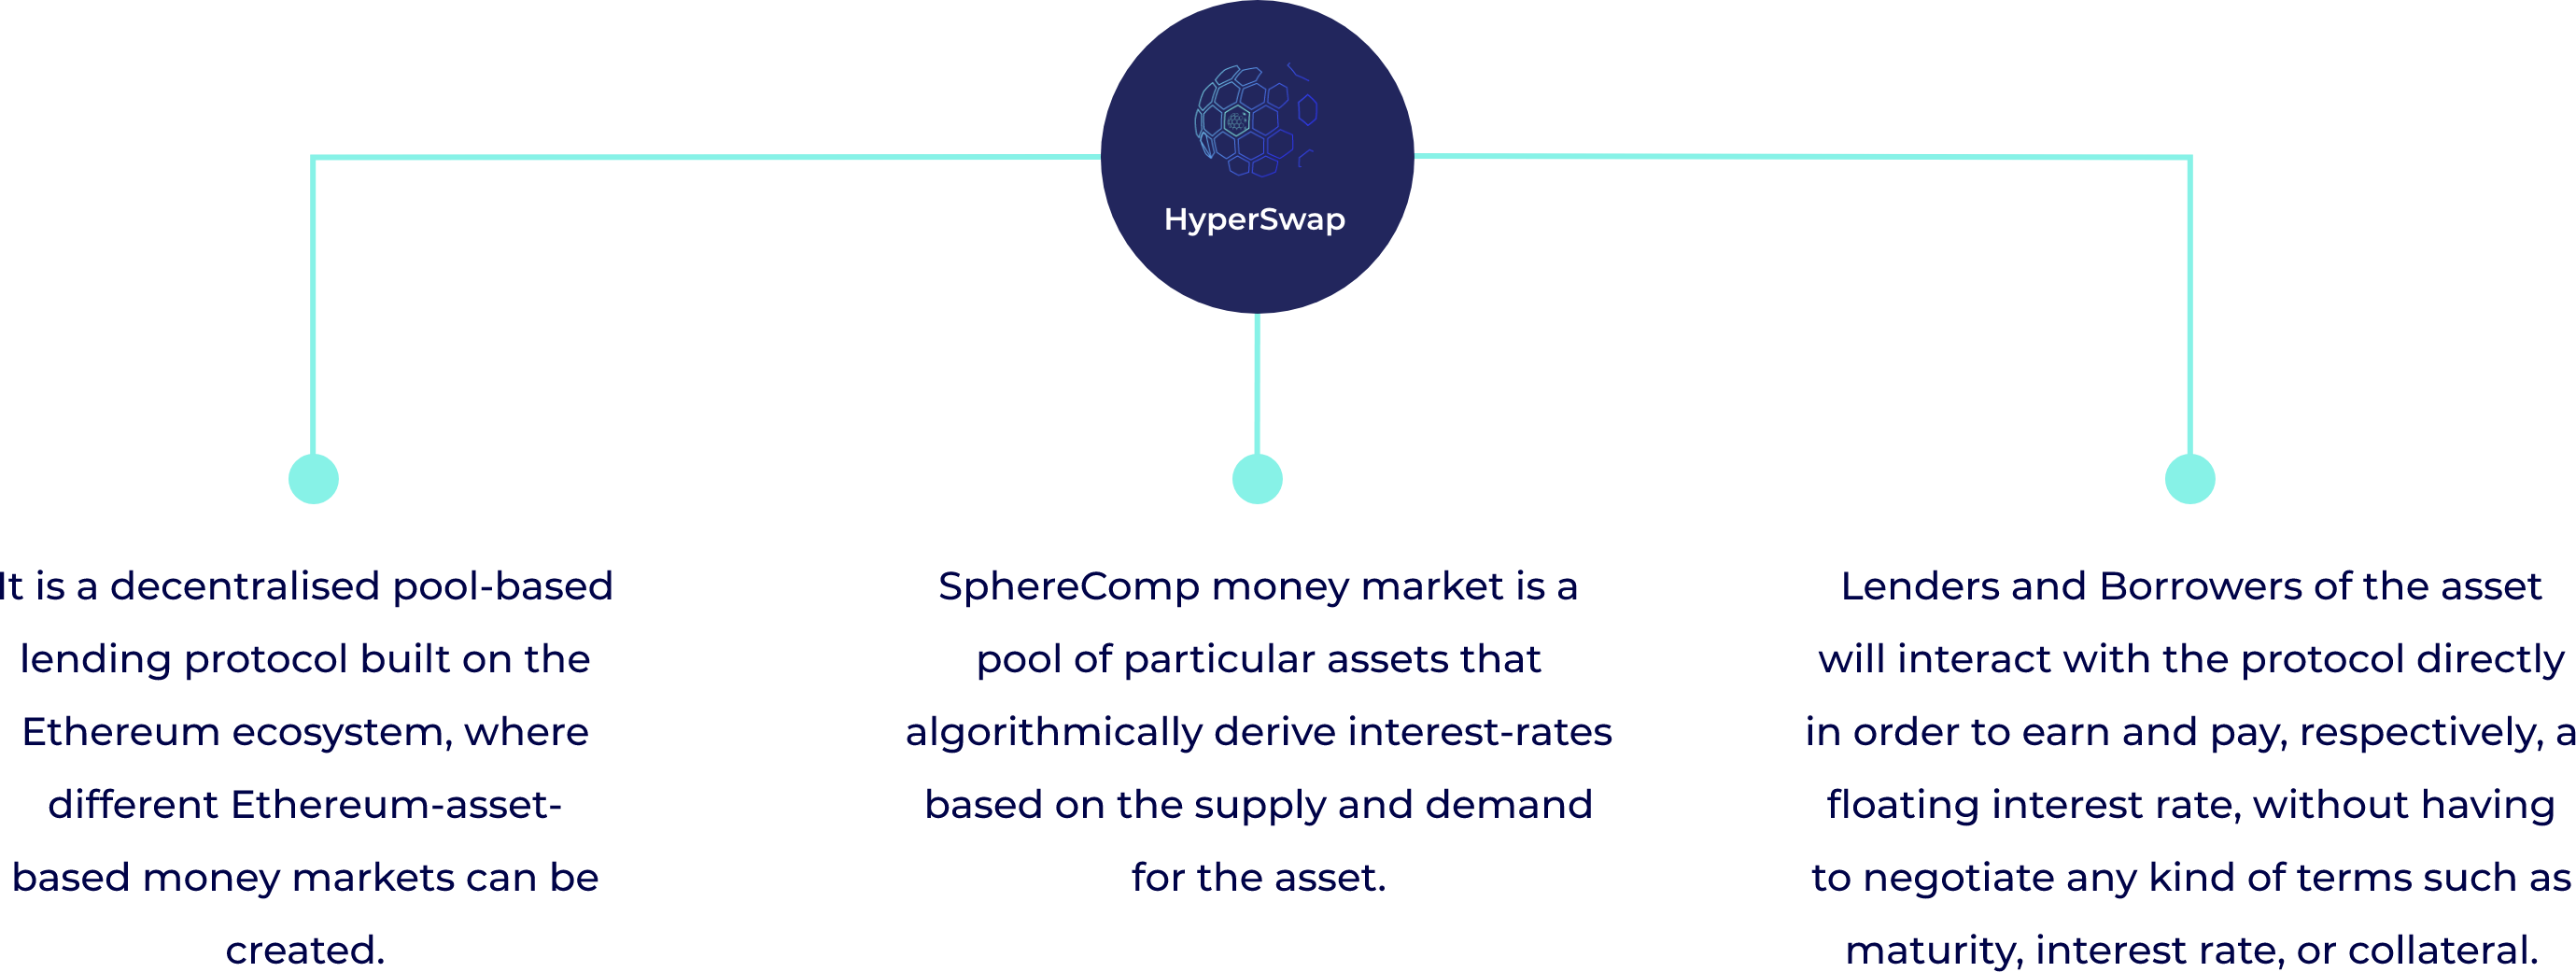 HyperSwap
It is a decentralised pool-based
lending protocol built on the
Ethereum ecosystem, where
different Ethereum-asset-
based money markets can be
created.
SphereComp money market is a
pool of particular assets that
algorithmically derive interest-rates
based on the supply and demand
for the asset.
Lenders and Borrowers of the asset
will interact with the protocol directly
in order to earn and pay, respectively, a
floating interest rate, without having
to negotiate any kind of terms such as
maturity, interest rate, or collateral.